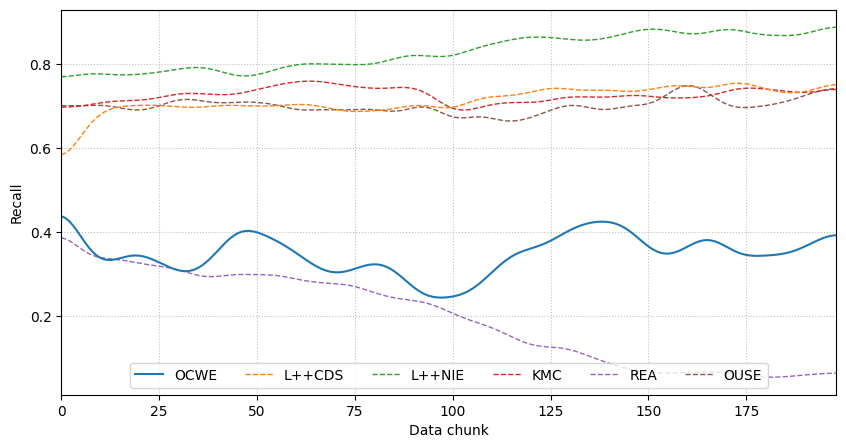 Recall
0.8
0.6
0.4
0.2
OCWE L++CDS L++NIE KMC REA OUSE
0 25 50 75 100 125 150 175
Data chunk